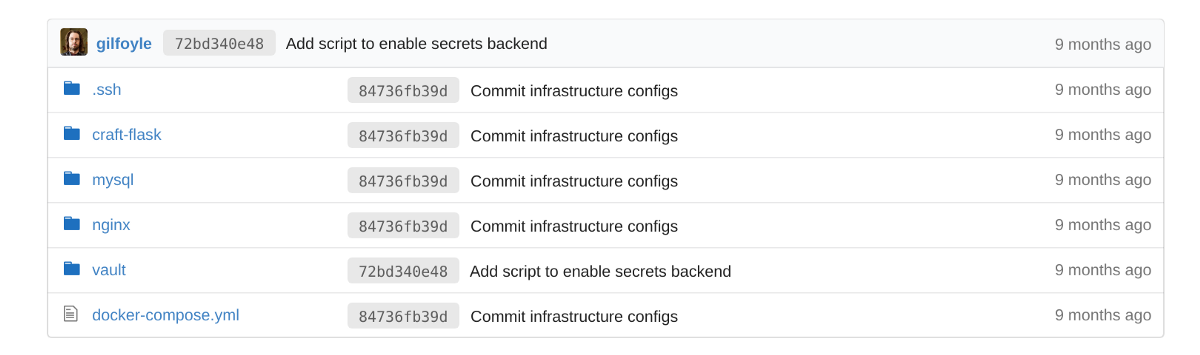 gilfoyle 72bd340e48 Add script to enable secrets backend 9 months ago
.ssh 84736fb39d Commit infrastructure configs 9 months ago
craft-flask 84736fb39d Commit infrastructure configs 9 months ago
mysql 84736fb39d Commit infrastructure configs 9 months ago
nginx 84736fb39d Commit infrastructure configs 9 months ago
vault 72bd340e48 Add script to enable secrets backend 9 months ago
docker-compose.yml 84736fb39d Commit infrastructure configs 9 months ago